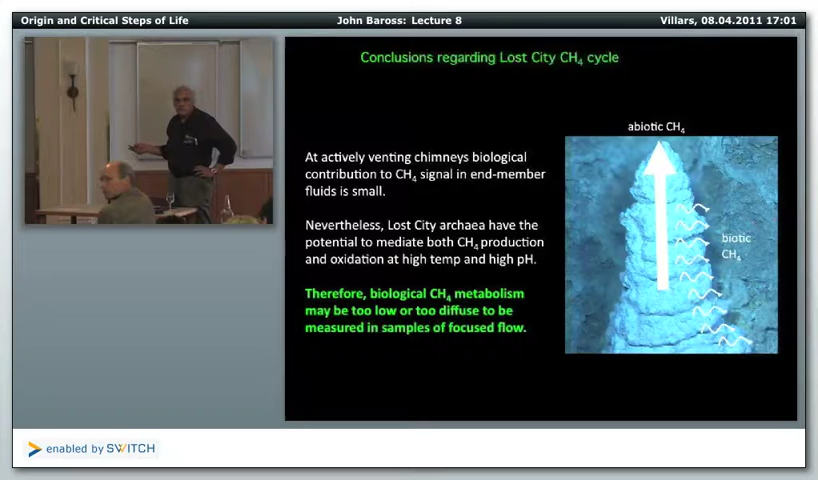 Origin and Critical Steps of Life
John Baross: Lecture 8
Villars, 08.04.2011 17:01
Conclusions regarding Lost City CH₄ cycle
At actively venting chimneys biological
contribution to CH₄ signal in end-member
fluids is small.
Nevertheless, Lost City archaea have the
potential to mediate both CH₄ production
and oxidation at high temp and high pH.
Therefore, biological CH₄ metabolism
may be too low or too diffuse to be
measured in samples of focused flow.
abiotic CH₄
biotic
CH₄
enabled by SWITCH